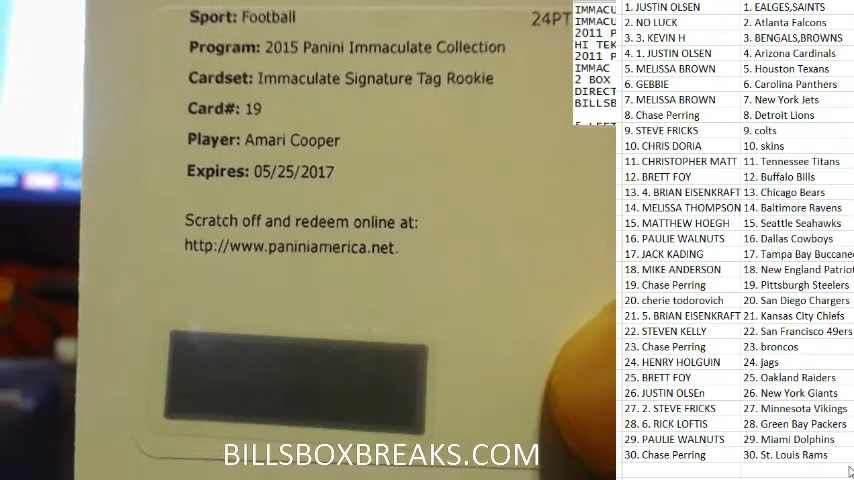 Sport: Football
24PT
Program: 2015 Panini Immaculate Collection
Cardset: Immaculate Signature Tag Rookie
Card#: 19
Player: Amari Cooper
Expires: 05/25/2017
Scratch off and redeem online at:
http://www.paniniamerica.net.
BILLSBOXBREAKS.COM
IMMACU
IMMACU
2011 P
HI TEK
2011 P
IMMAC
2 BOX
DIRECT
BILLSB
1. JUSTIN OLSEN 1. EALGES,SAINTS
2. NO LUCK 2. Atlanta Falcons
3. 3. KEVIN H 3. BENGALS,BROWNS
4. 1. JUSTIN OLSEN 4. Arizona Cardinals
5. MELISSA BROWN 5. Houston Texans
6. GEBBIE 6. Carolina Panthers
7. MELISSA BROWN 7. New York Jets
8. Chase Perring 8. Detroit Lions
9. STEVE FRICKS 9. colts
10. CHRIS DORIA 10. skins
11. CHRISTOPHER MATT 11. Tennessee Titans
12. BRETT FOY 12. Buffalo Bills
13. 4. BRIAN EISENKRAFT 13. Chicago Bears
14. MELISSA THOMPSON 14. Baltimore Ravens
15. MATTHEW HOEGH 15. Seattle Seahawks
16. PAULIE WALNUTS 16. Dallas Cowboys
17. JACK KADING 17. Tampa Bay Buccanee
18. MIKE ANDERSON 18. New England Patriot
19. Chase Perring 19. Pittsburgh Steelers
20. cherie todorovich 20. San Diego Chargers
21. 5. BRIAN EISENKRAFT 21. Kansas City Chiefs
22. STEVEN KELLY 22. San Francisco 49ers
23. Chase Perring 23. broncos
24. HENRY HOLGUIN 24. jags
25. BRETT FOY 25. Oakland Raiders
26. JUSTIN OLSEn 26. New York Giants
27. 2. STEVE FRICKS 27. Minnesota Vikings
28. 6. RICK LOFTIS 28. Green Bay Packers
29. PAULIE WALNUTS 29. Miami Dolphins
30. Chase Perring 30. St. Louis Rams